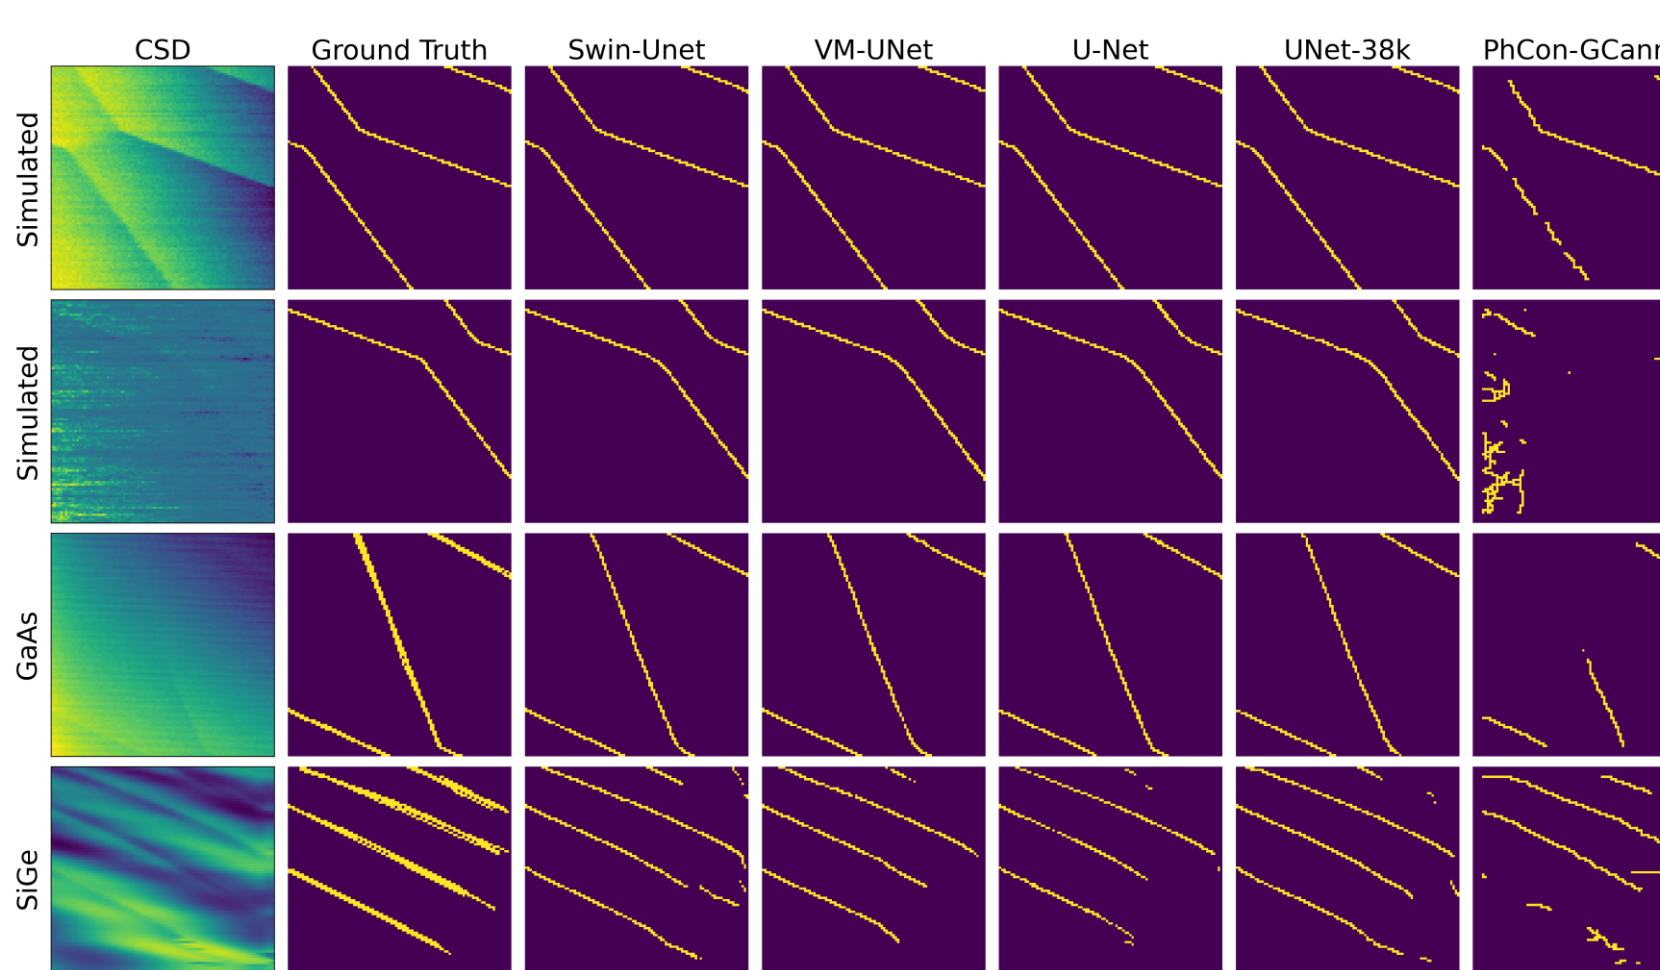 CSD Ground Truth Swin-Unet VM-UNet U-Net UNet-38k
Simulated
Simulated
GaAs
SiGe